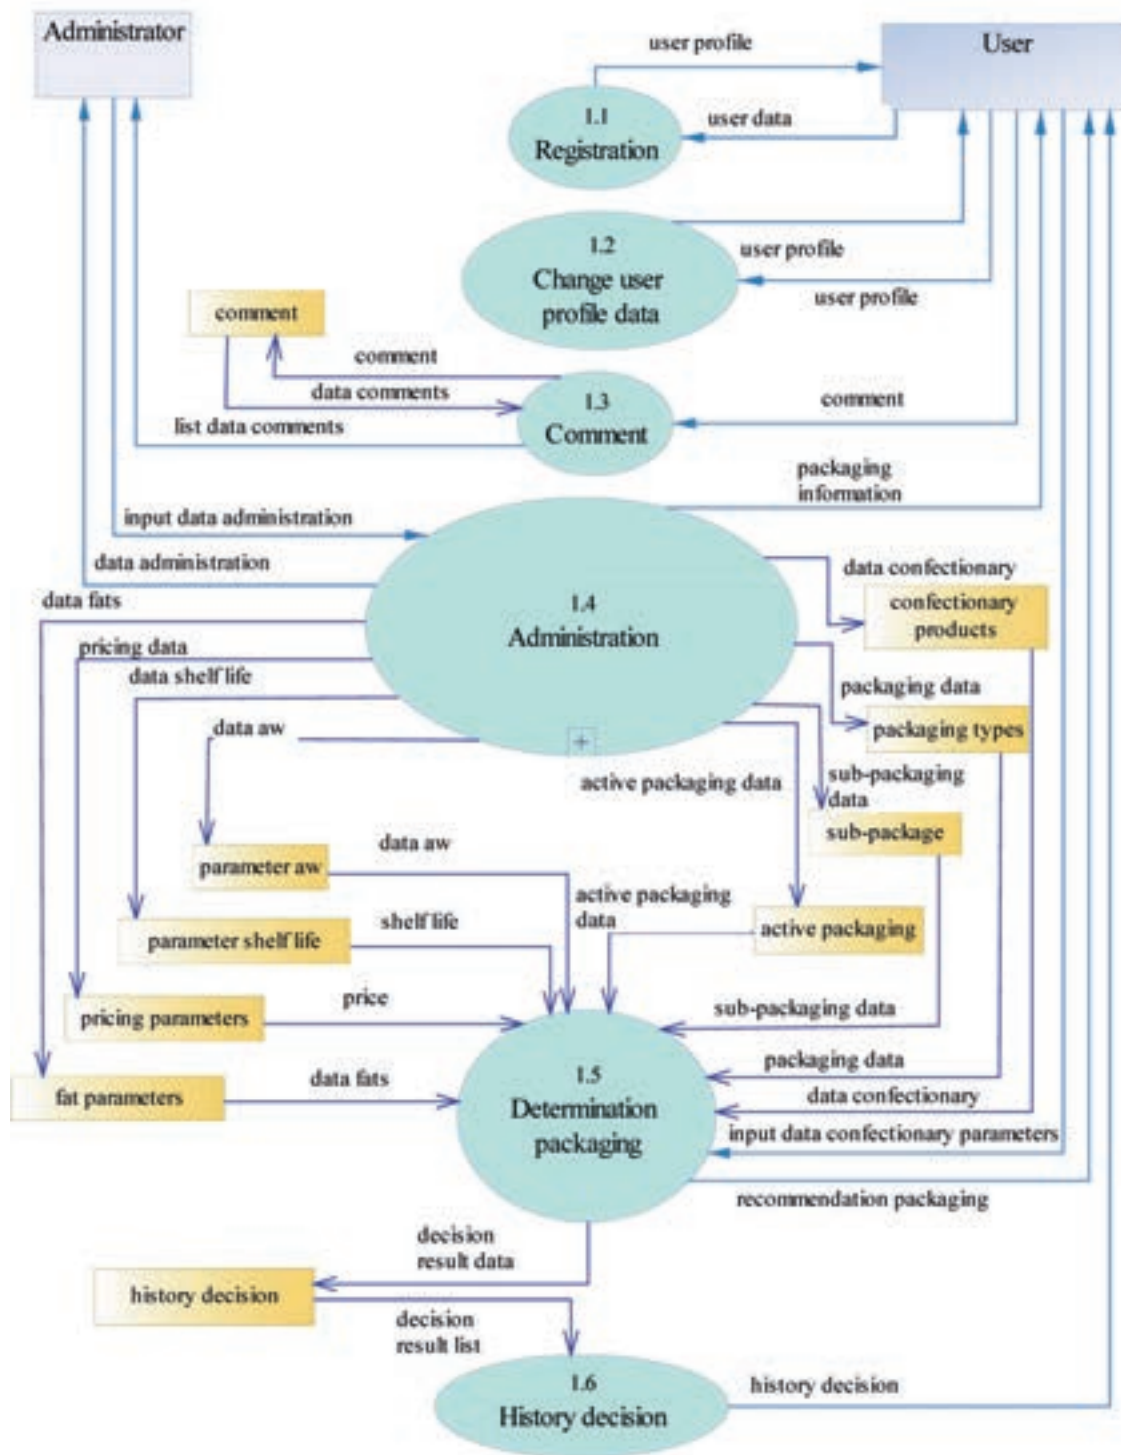 Administrator
User
user profile
1.1
Registration
user data
1.2
Change user
profile data
user profile
user profile
comment
comment
data comments
1.3
Comment
comment
list data comments
packaging
information
input data administration
data administration
data confectionary
data fats
1.4
Administration
confectionary
products
pricing data
data shelf life
packaging data
data aw
packaging types
active packaging data
sub-packaging
data
sub-package
parameter aw
data aw
active packaging
data
active packaging
parameter shelf life
shelf life
pricing parameters
price
sub-packaging data
packaging data
fat parameters
data fats
1.5
Determination
packaging
data confectionary
input data confectionary parameters
recommendation packaging
decision
result data
history decision
decision
result list
1.6
History decision
history decision